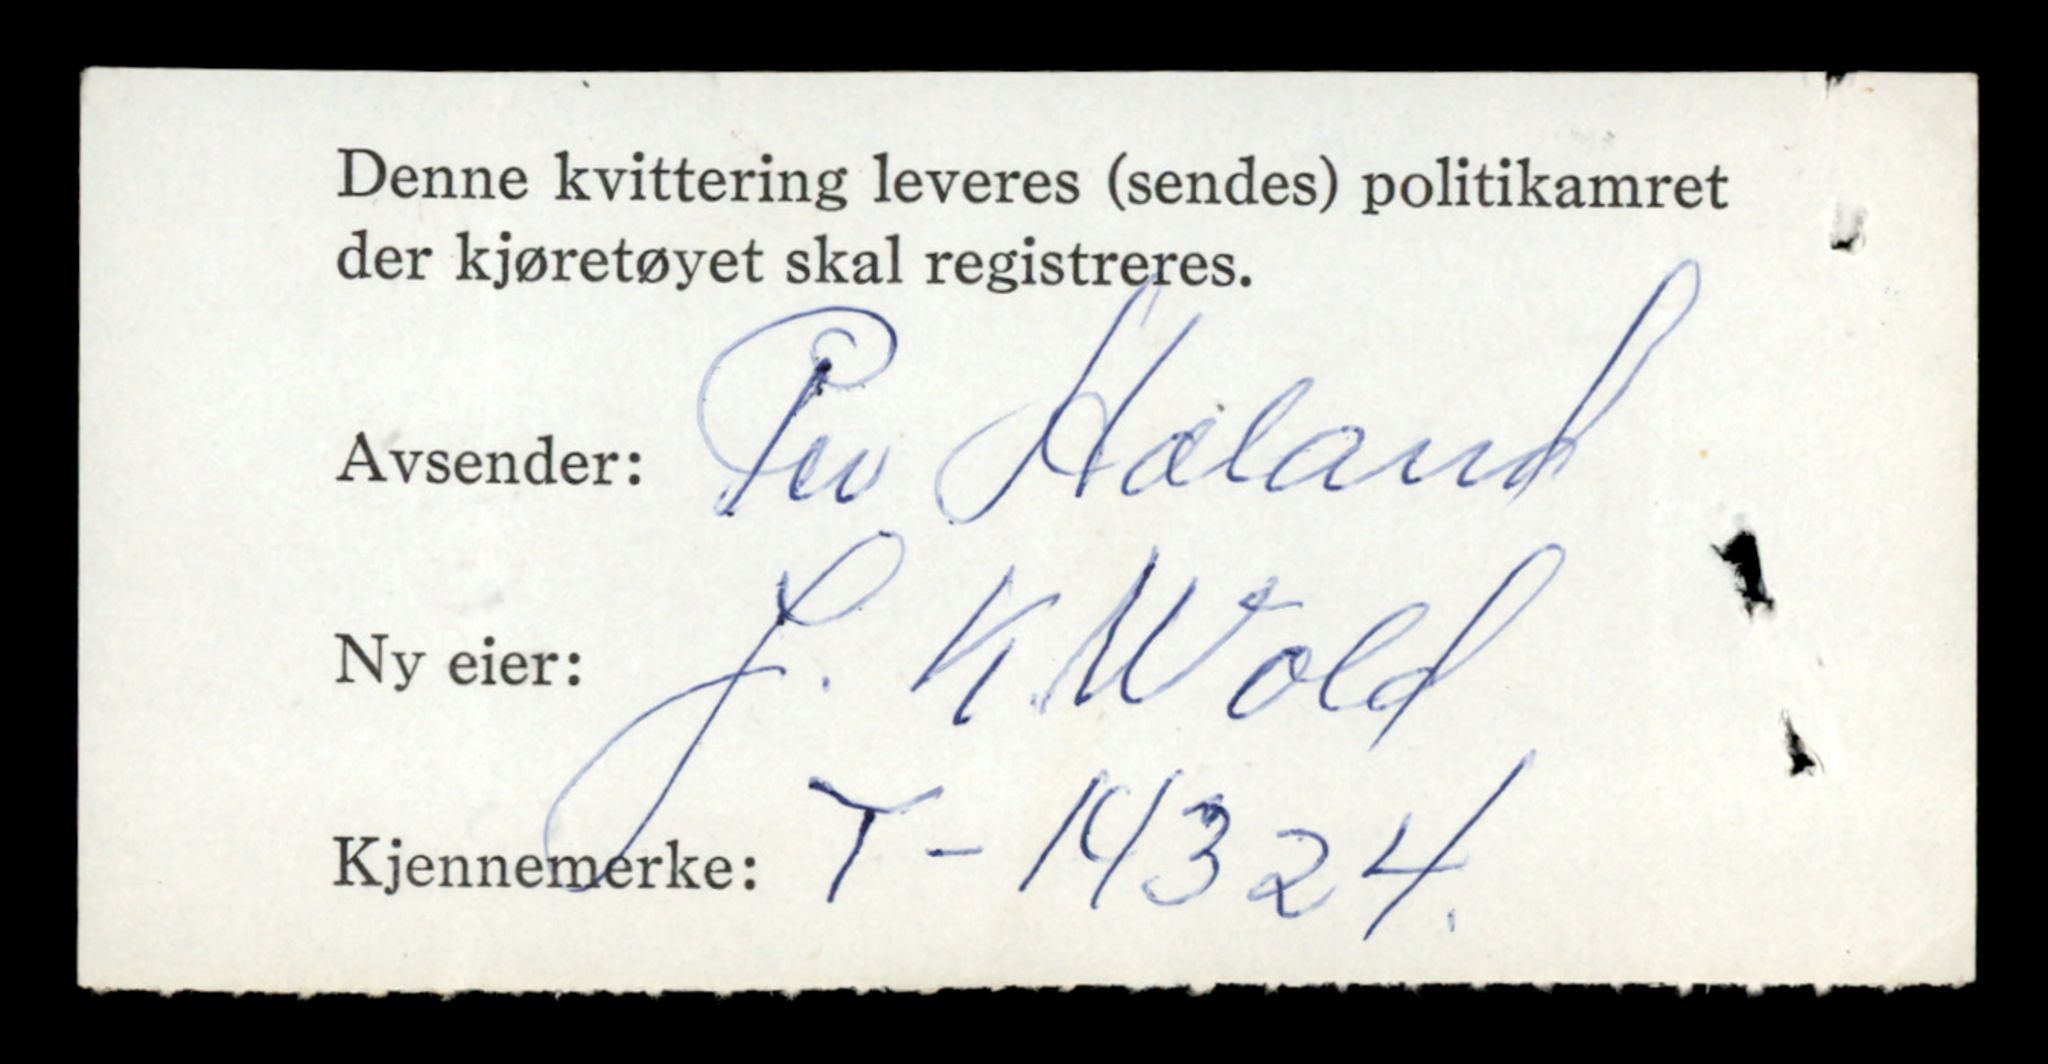 Denne kvittering leveres (sendes) politikamret
der kjøretøyet skal registreres.
Avsender: Per Håland
Ny eier: J. K. Wold
Kjennemerke: T-14324.